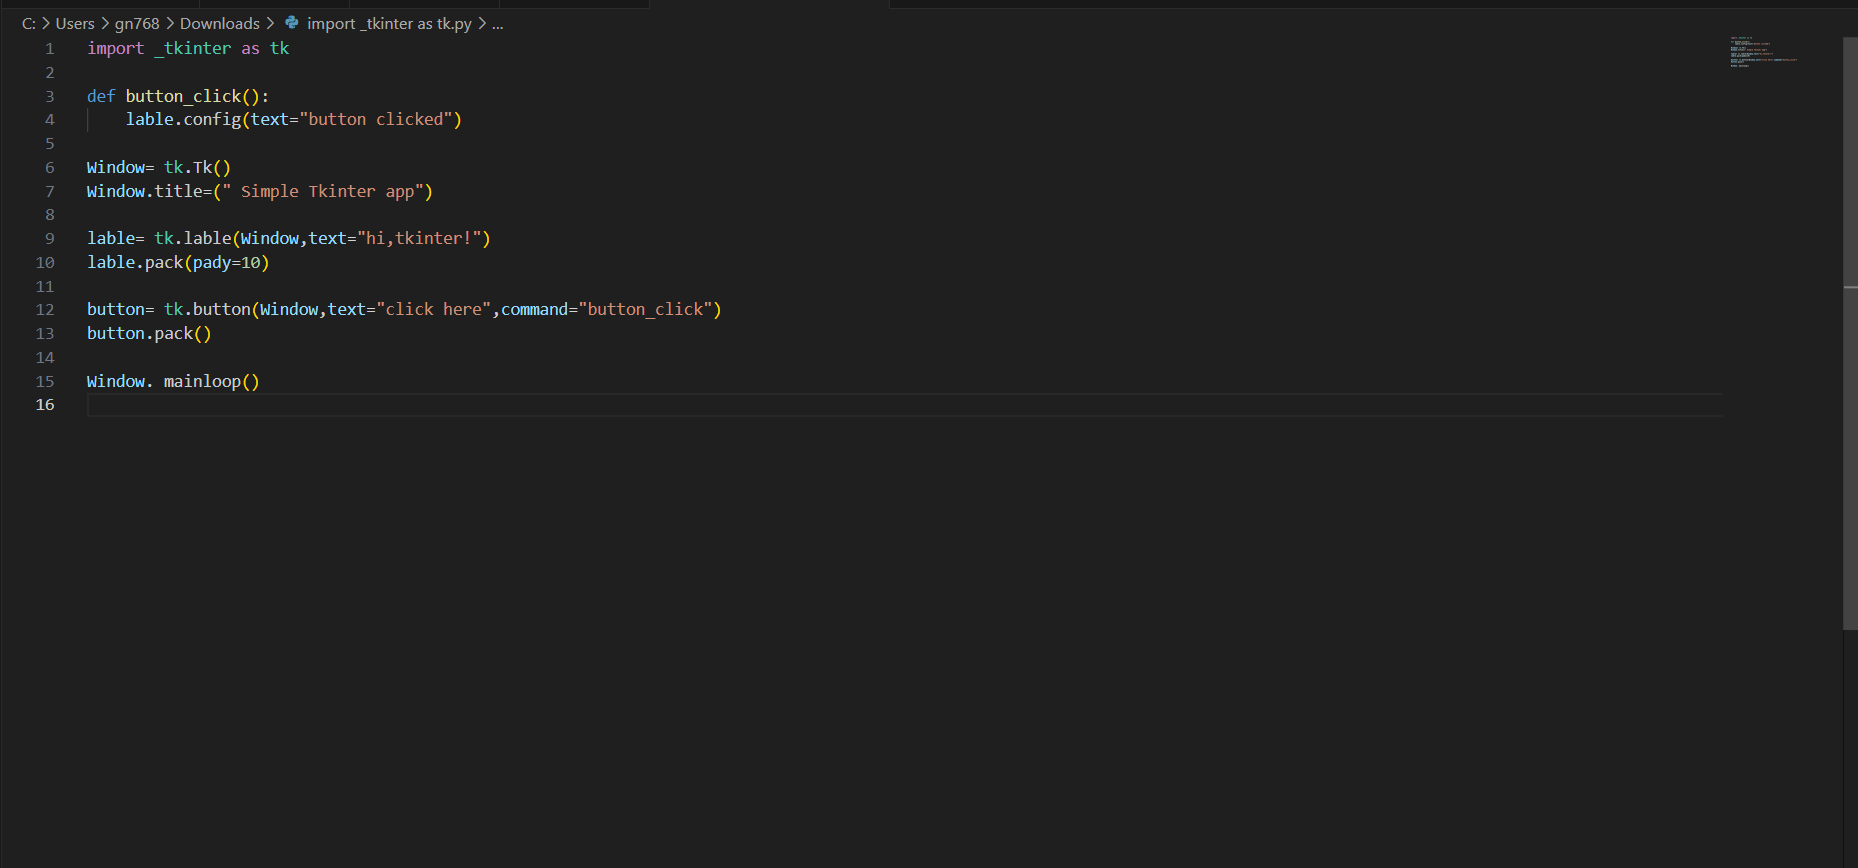 C: > Users > gn768 > Downloads > import _tkinter as tk.py > ...
1 import _tkinter as tk
2
3 def button_click():
4     lable.config(text="button clicked")
5
6 Window= tk.Tk()
7 Window.title=(" Simple Tkinter app")
8
9 lable= tk.lable(Window,text="hi,tkinter!")
10 lable.pack(pady=10)
11
12 button= tk.button(Window,text="click here",command="button_click")
13 button.pack()
14
15 Window. mainloop()
16